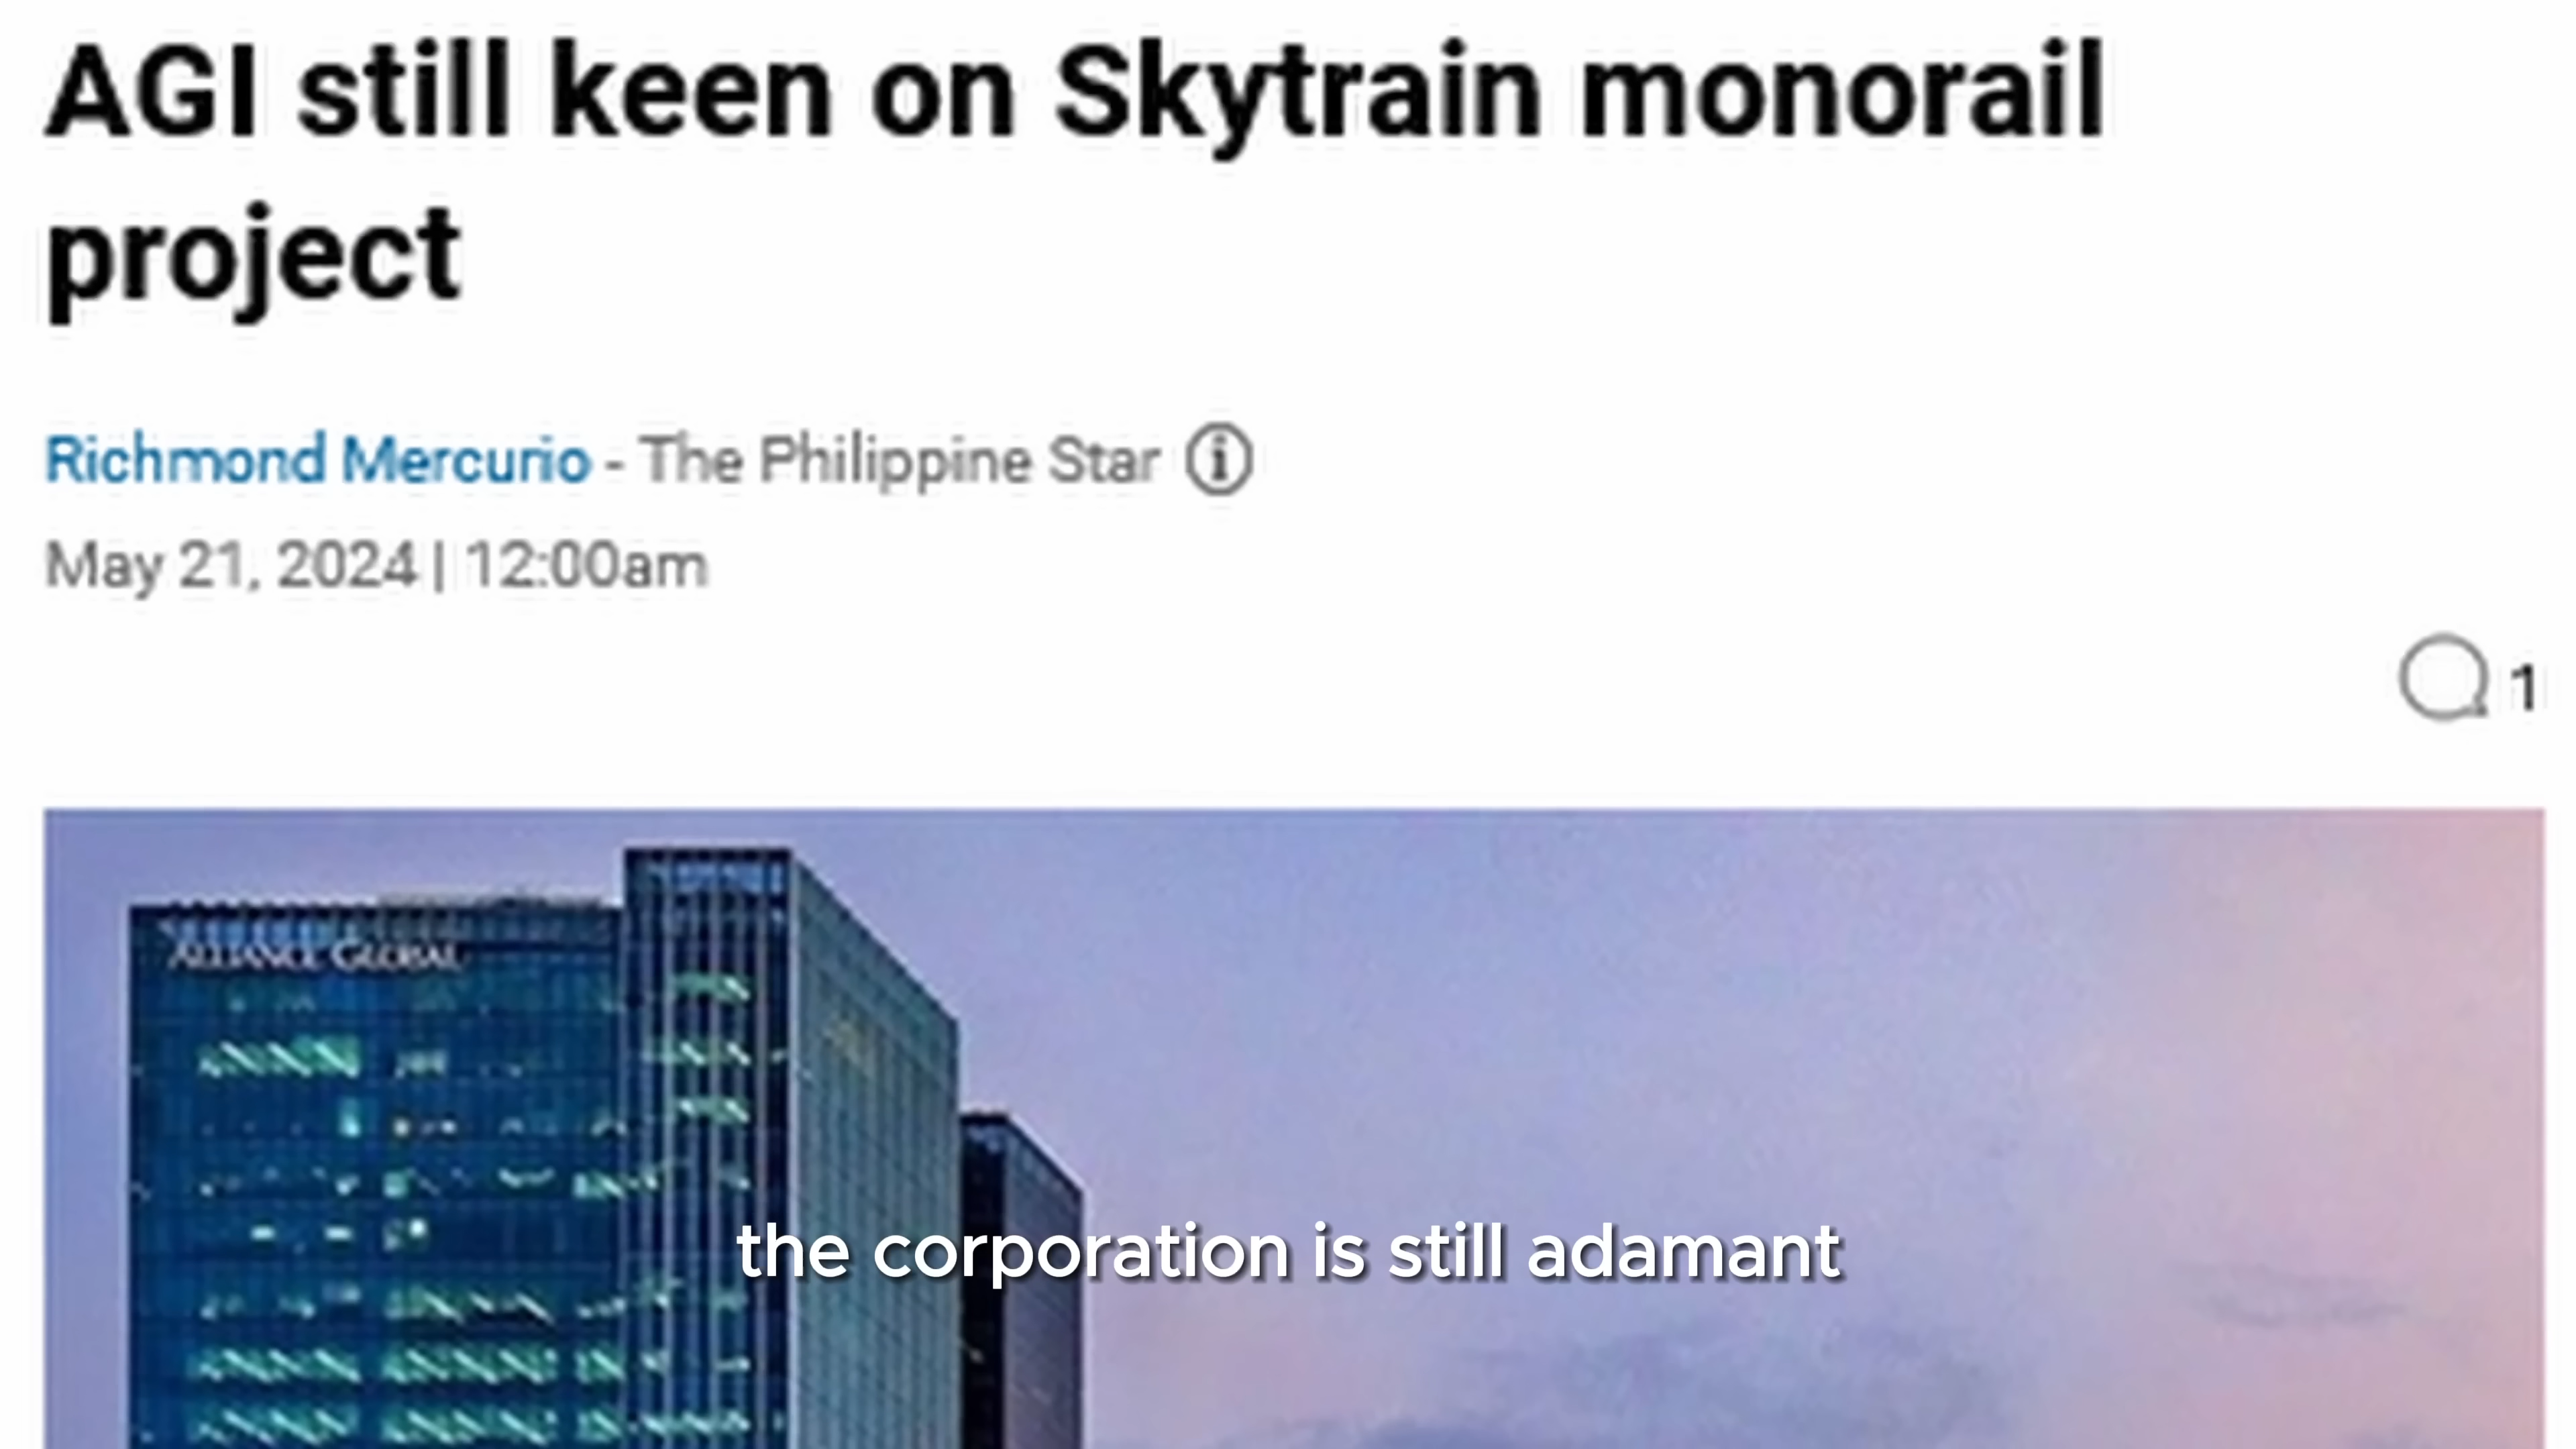 AGI still keen on Skytrain monorail
project
Richmond Mercurio - The Philippine Star
May 21, 2024 | 12:00am
1
ALLIANCE GLOBAL
the corporation is still adamant